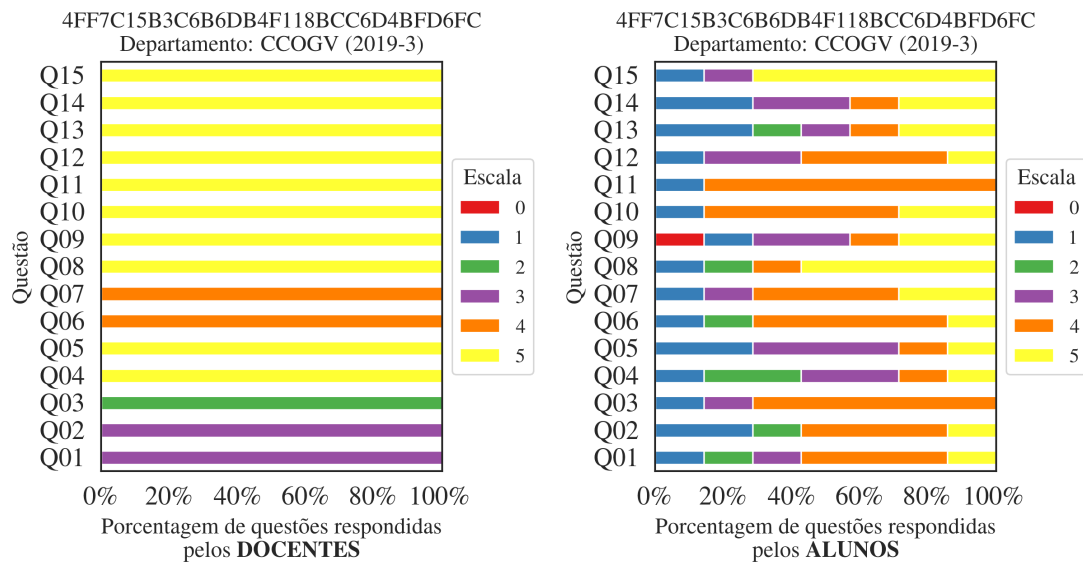 4FF7C15B3C6B6DB4F118BCC6D4BFD6FC
Departamento: CCOGV (2019-3)
Questão
Q15
Q14
Q13
Q12
Q11
Q10
Q09
Q08
Q07
Q06
Q05
Q04
Q03
Q02
Q01
0% 20% 40% 60% 80% 100%
Porcentagem de questões respondidas
pelos DOCENTES
Escala
0
1
2
3
4
5
4FF7C15B3C6B6DB4F118BCC6D4BFD6FC
Departamento: CCOGV (2019-3)
Questão
Q15
Q14
Q13
Q12
Q11
Q10
Q09
Q08
Q07
Q06
Q05
Q04
Q03
Q02
Q01
0% 20% 40% 60% 80% 100%
Porcentagem de questões respondidas
pelos ALUNOS
Escala
0
1
2
3
4
5